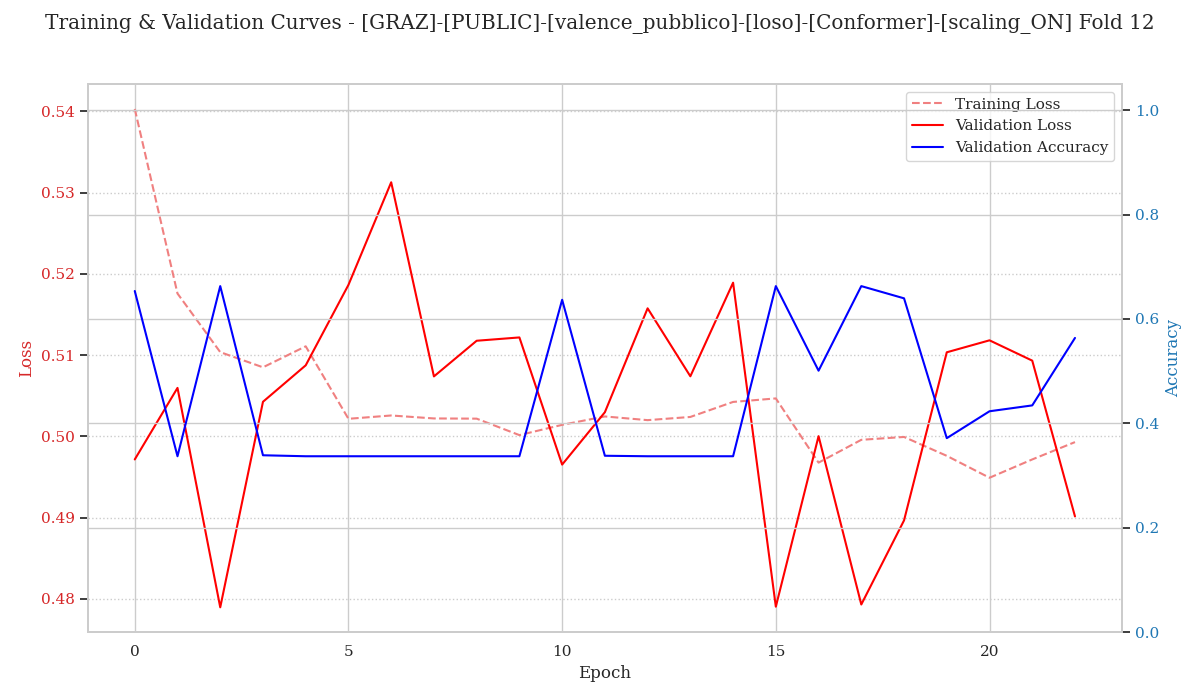 Training & Validation Curves - [GRAZ]-[PUBLIC]-[valence_pubblico]-[loso]-[Conformer]-[scaling_ON] Fold 12
Training Loss
Validation Loss
Validation Accuracy
0.54
0.53
0.52
0.51
0.50
0.49
0.48
Loss
1.0
0.8
0.6
0.4
0.2
0.0
Accuracy
0
5
10
15
20
Epoch